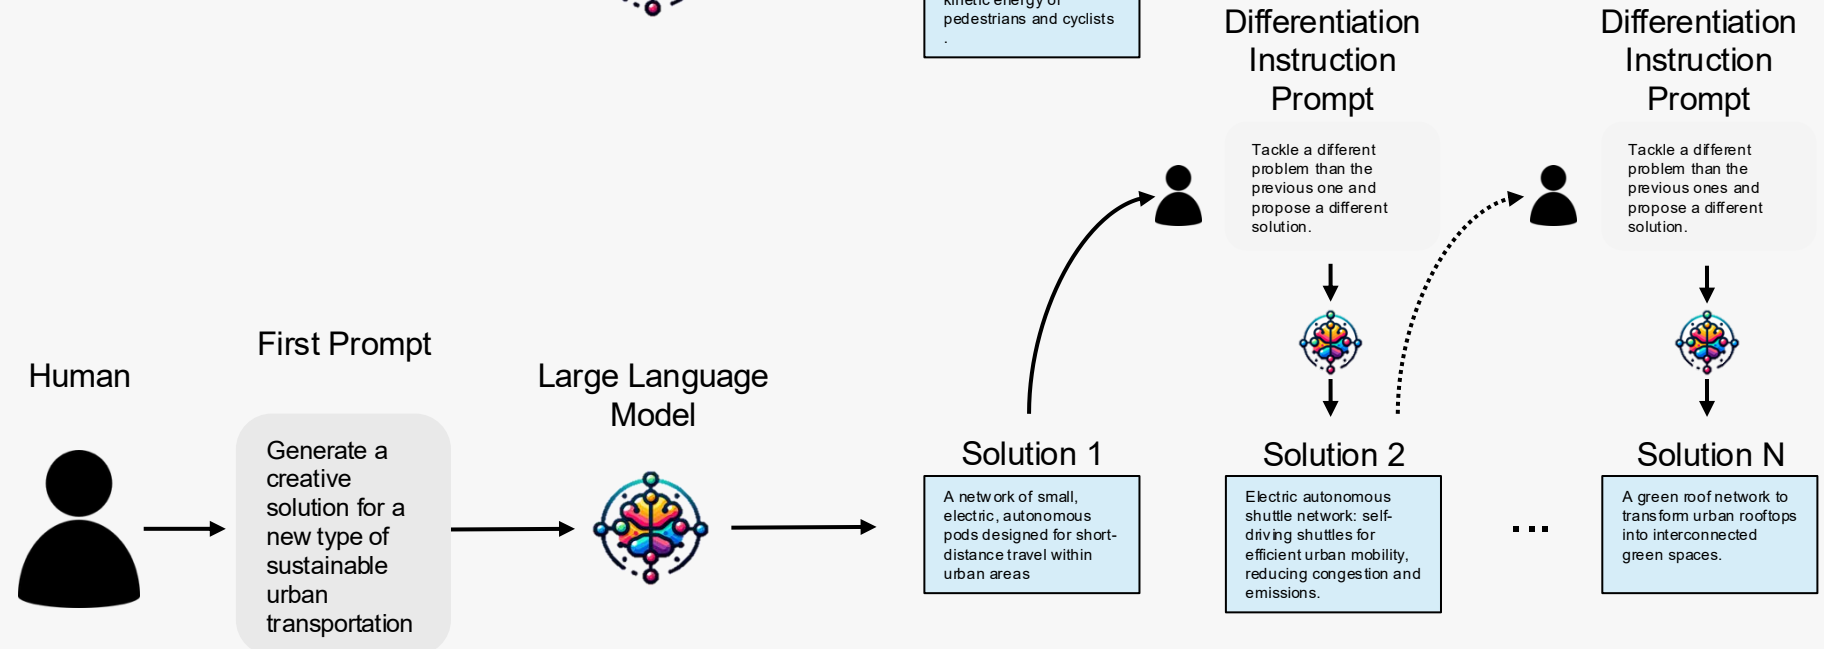 kinetic energy of
pedestrians and cyclists
.
Differentiation
Instruction
Prompt
Differentiation
Instruction
Prompt
Tackle a different
problem than the
previous one and
propose a different
solution.
Tackle a different
problem than the
previous ones and
propose a different
solution.
Human
First Prompt
Large Language
Model
Generate a
creative
solution for a
new type of
sustainable
urban
transportation
Solution 1
A network of small,
electric, autonomous
pods designed for short-
distance travel within
urban areas
Solution 2
Electric autonomous
shuttle network: self-
driving shuttles for
efficient urban mobility,
reducing congestion and
emissions.
...
Solution N
A green roof network to
transform urban rooftops
into interconnected
green spaces.